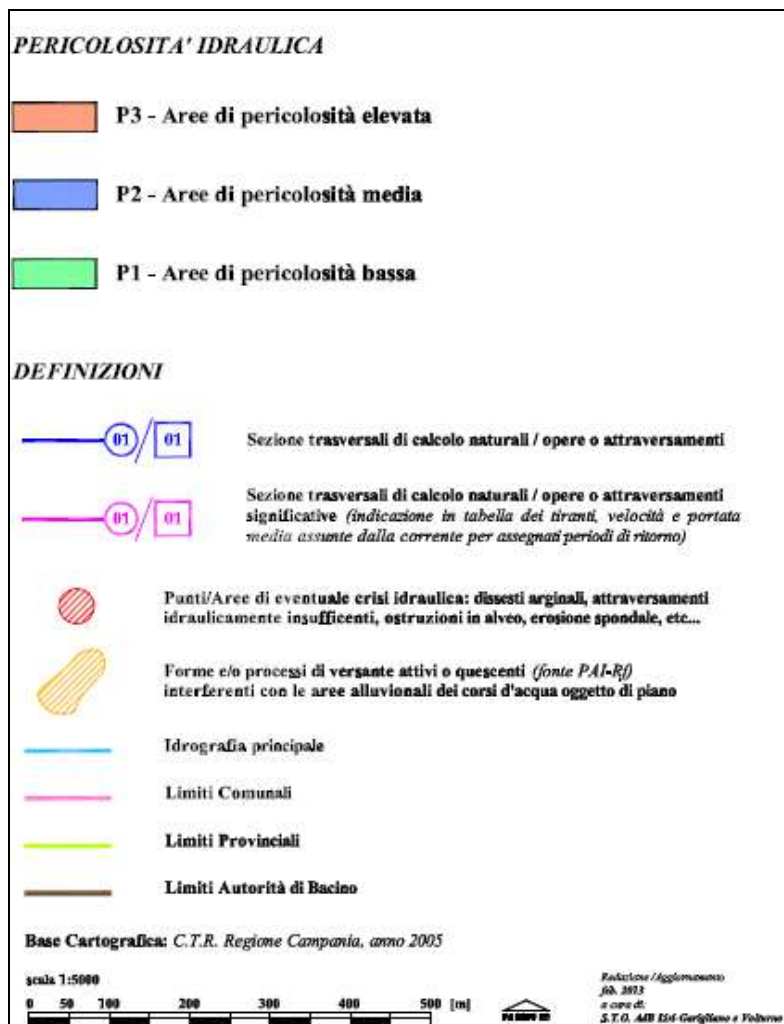 PERICOLOSITA' IDRAULICA
P3 - Aree di pericolosità elevata
P2 - Aree di pericolosità media
P1 - Aree di pericolosità bassa
DEFINIZIONI
01 / 01 Sezione trasversali di calcolo naturali / opere o attraversamenti
01 / 01 Sezione trasversali di calcolo naturali / opere o attraversamenti
significative (indicazione in tabella dei tiranti, velocità e portata
media assunte dalla corrente per assegnati periodi di ritorno)
Punti/Aree di eventuale crisi idraulica: dissesti arginali, attraversamenti
idraulicamente insufficenti, ostruzioni in alveo, erosione spondale, etc...
Forme e/o processi di versante attivi o quescenti (fonte PAI-Rf)
interferenti con le aree alluvionali dei corsi d'acqua oggetto di piano
Idrografia principale
Limiti Comunali
Limiti Provinciali
Limiti Autorità di Bacino
Base Cartografica: C.T.R. Regione Campania, anno 2005
scala 1:5000
0 50 100 200 300 400 500 [m]
Redazione/Aggiornamento
feb. 2013
a cura di:
S.T.O. AdB Liri-Garigliano e Volturno